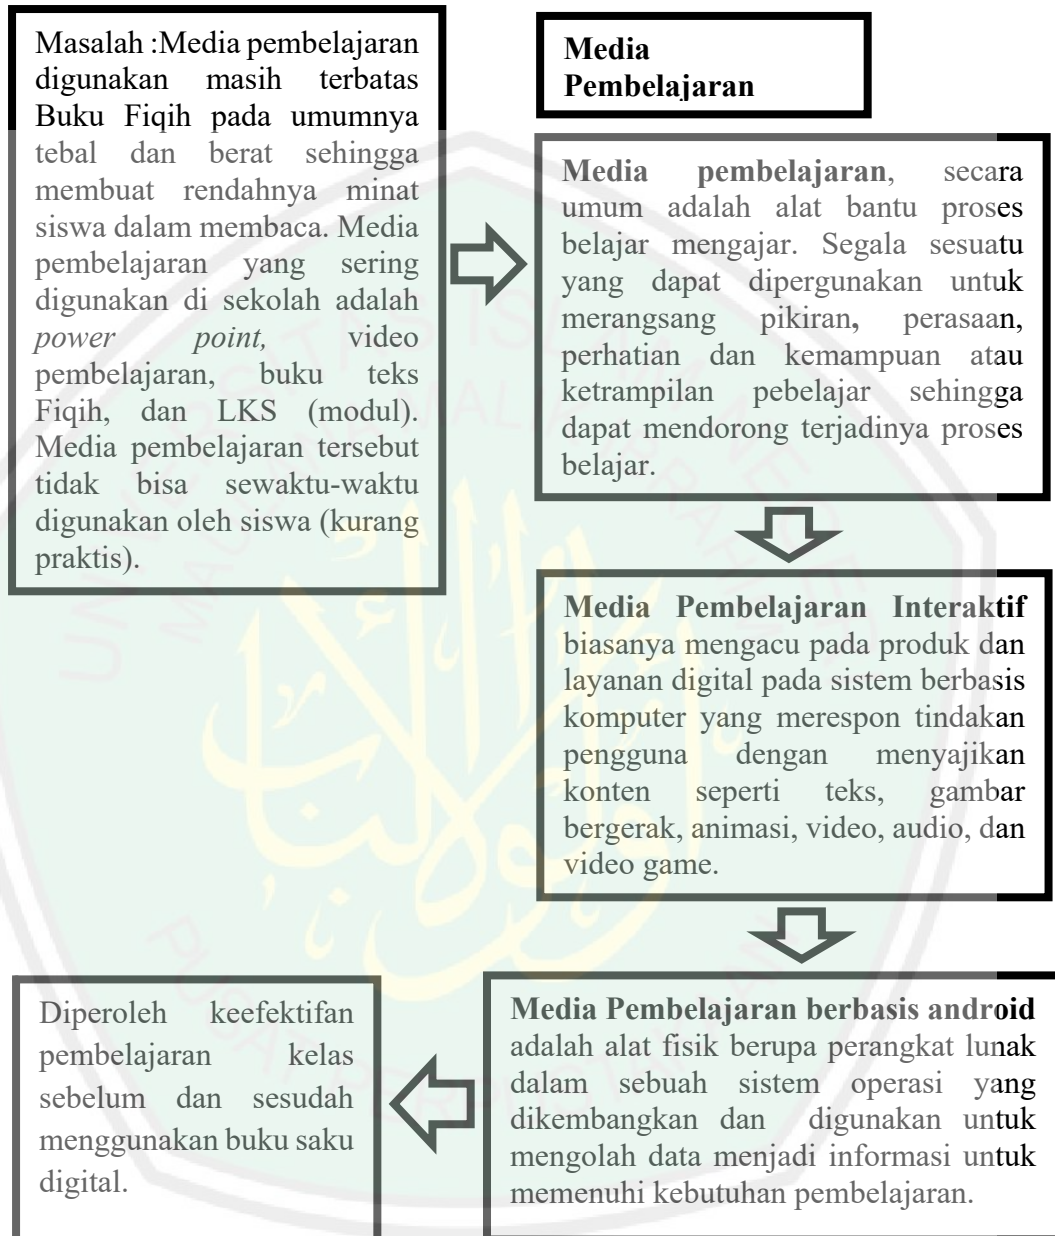 Masalah :Media pembelajaran
digunakan masih terbatas
Buku Fiqih pada umumnya
tebal dan berat sehingga
membuat rendahnya minat
siswa dalam membaca. Media
pembelajaran yang sering
digunakan di sekolah adalah
power point, video
pembelajaran, buku teks
Fiqih, dan LKS (modul).
Media pembelajaran tersebut
tidak bisa sewaktu-waktu
digunakan oleh siswa (kurang
praktis).
Media
Pembelajaran
Media pembelajaran, secara
umum adalah alat bantu proses
belajar mengajar. Segala sesuatu
yang dapat dipergunakan untuk
merangsang pikiran, perasaan,
perhatian dan kemampuan atau
ketrampilan pebelajar sehingga
dapat mendorong terjadinya proses
belajar.
Media Pembelajaran Interaktif
biasanya mengacu pada produk dan
layanan digital pada sistem berbasis
komputer yang merespon tindakan
pengguna dengan menyajikan
konten seperti teks, gambar
bergerak, animasi, video, audio, dan
video game.
Media Pembelajaran berbasis android
adalah alat fisik berupa perangkat lunak
dalam sebuah sistem operasi yang
dikembangkan dan digunakan untuk
mengolah data menjadi informasi untuk
memenuhi kebutuhan pembelajaran.
Diperoleh keefektifan
pembelajaran kelas
sebelum dan sesudah
menggunakan buku saku
digital.